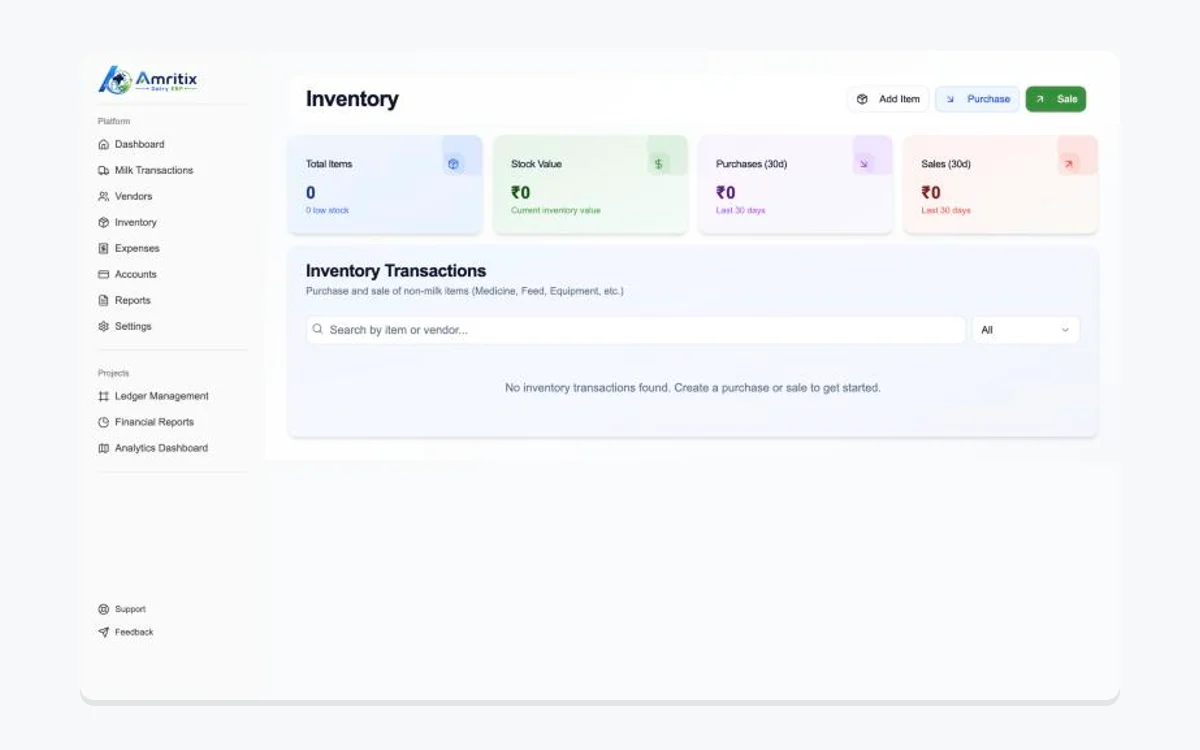 Amritix
Dairy ERP
Platform
Dashboard
Milk Transactions
Vendors
Inventory
Expenses
Accounts
Reports
Settings
Projects
Ledger Management
Financial Reports
Analytics Dashboard
Support
Feedback
Inventory
Add Item
Purchase
Sale
Total Items
0
0 low stock
Stock Value
$
₹0
Current inventory value
Purchases (30d)
₹0
Last 30 days
Sales (30d)
₹0
Last 30 days
Inventory Transactions
Purchase and sale of non-milk items (Medicine, Feed, Equipment, etc.)
Search by item or vendor...
All
No inventory transactions found. Create a purchase or sale to get started.